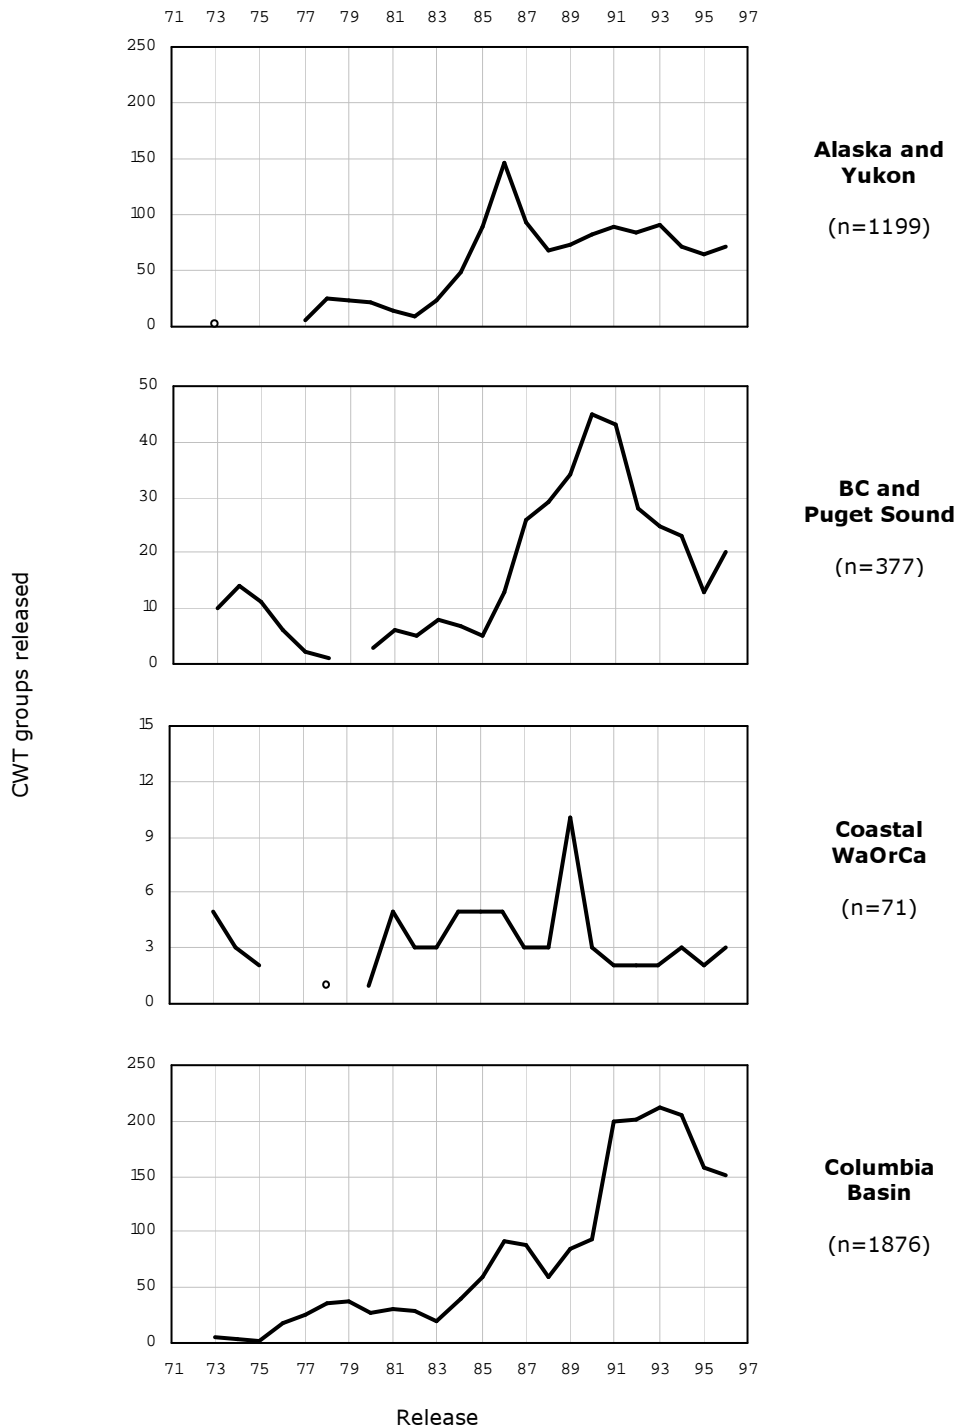 71 73 75 77 79 81 83 85 87 89 91 93 95 97
250
200
150
100
50
0
Alaska and
Yukon
(n=1199)
50
40
30
20
10
0
BC and
Puget Sound
(n=377)
CWT groups released
15
12
9
6
3
0
Coastal
WaOrCa
(n=71)
250
200
150
100
50
0
Columbia
Basin
(n=1876)
71 73 75 77 79 81 83 85 87 89 91 93 95 97
Release